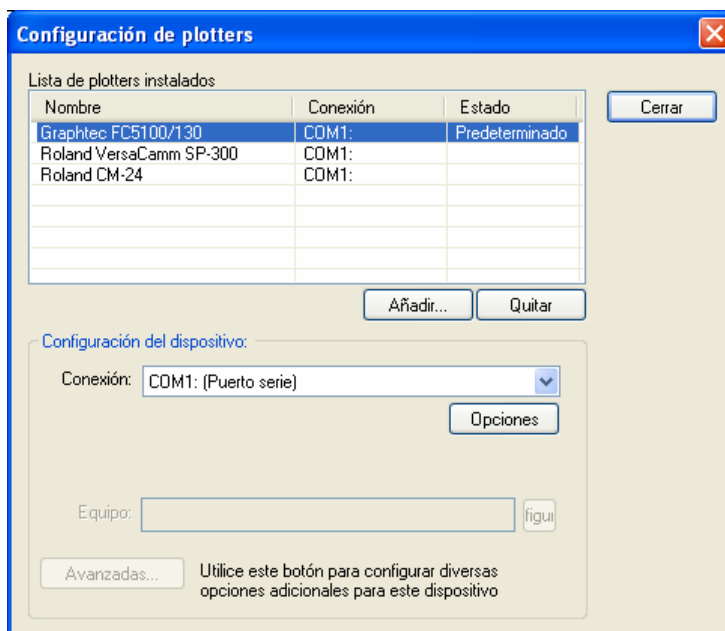 Configuración de plotters
Lista de plotters instalados
Nombre Conexión Estado
Graphtec FC5100/130 COM1: Predeterminado
Roland VersaCamm SP-300 COM1:
Roland CM-24 COM1:
Cerrar
Añadir... Quitar
Configuración del dispositivo:
Conexión: COM1: (Puerto serie)
Opciones
Equipo: figui
Avanzadas... Utilice este botón para configurar diversas
opciones adicionales para este dispositivo